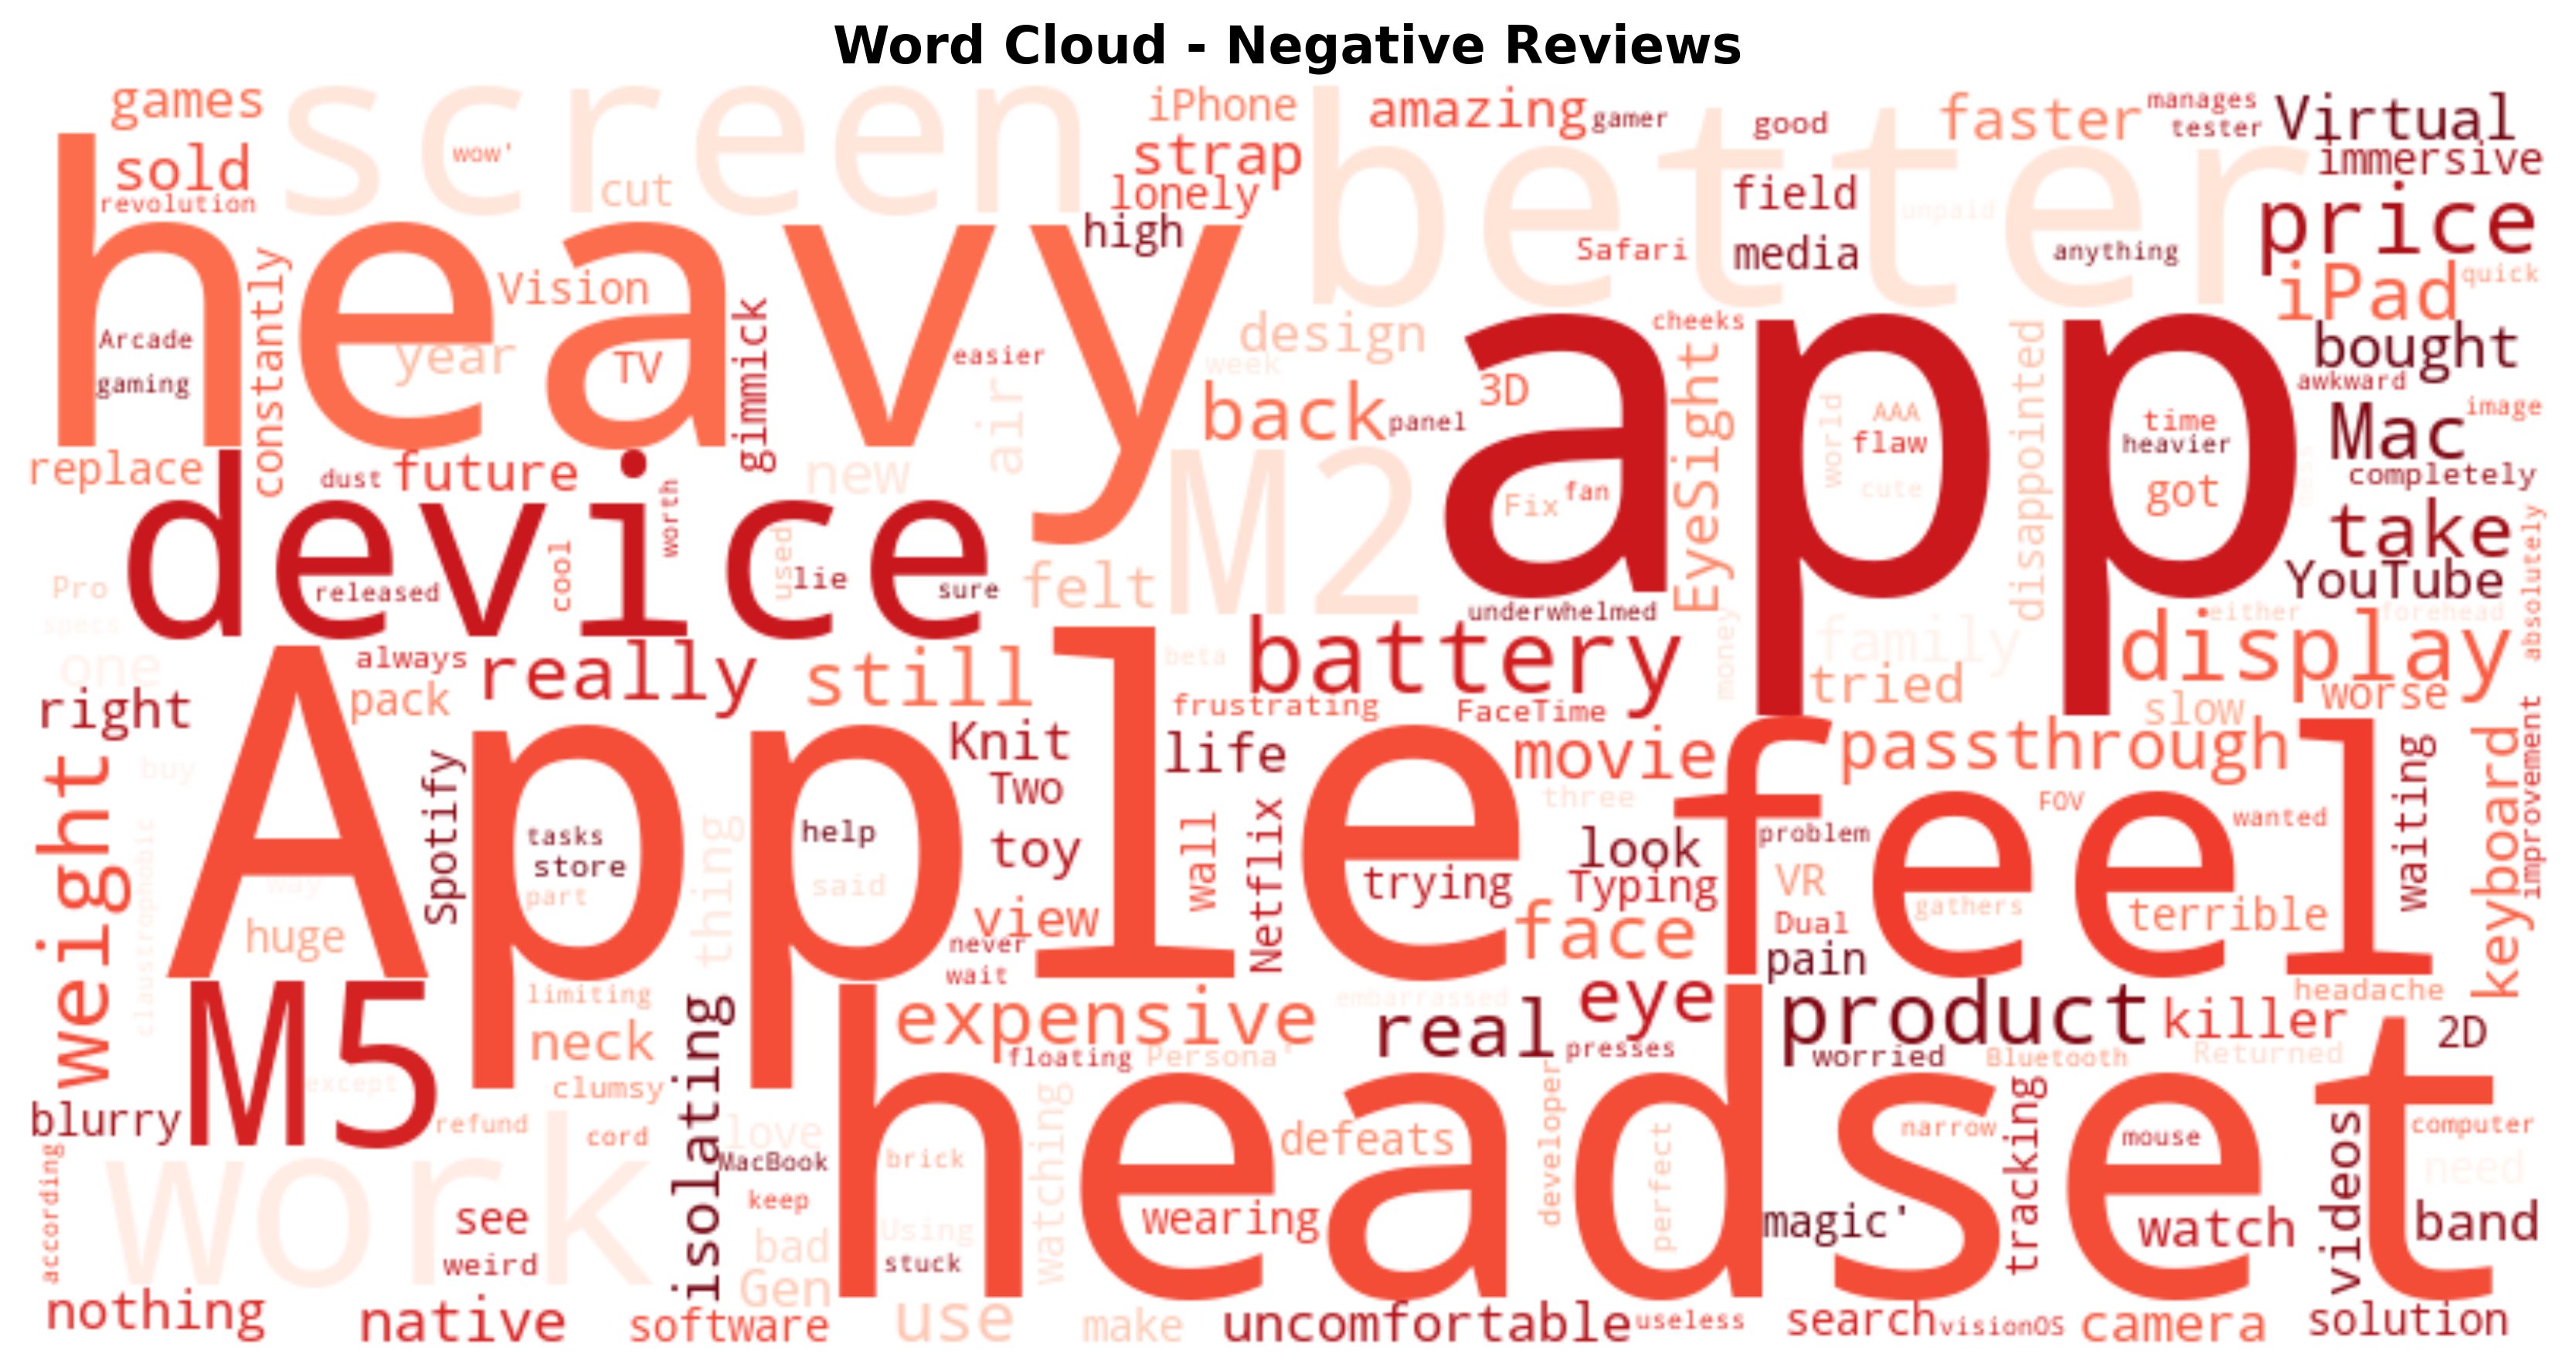 Word Cloud - Negative Reviews
games
screen
iPhone
amazing
gamer
good
faster
manages
tester
Virtual
sold
wow'
cut
strap
better
immersive
revolution
lonely
field
unpaid
price
heavy
high
Safari
media
anything
constantly
Vision
iPad
quick
Arcade
year
TV
gimmick
easier
air
design
week
cheeks
app
bought
gaming
back
panel
3D
EyeSight
world
AAA
flaw
disappointed
time
heavier
awkward
Mac
image
replace
dust
future
worth
new
M2
Fix
fan
cute
got
completely
device
take
absolutely
Pro
released
cool
used
lie
sure
felt
underwhelmed
YouTube
specs
either
forehead
one
always
really
still
Apple
beta
battery
money
family
display
right
pack
frustrating
FaceTime
tried
slow
worse
weight
buy
Spotify
Knit
life
movie
feel
passthrough
waiting
keyboard
improvement
claustrophobic
tasks
store
part
thing
help
said
Two
toy
wall
Netflix
three
look
problem
FOV
wanted
way
huge
view
trying
Typing
VR
gathers
terrible
never
wait
face
Dual
pain
M5
limiting
neck
isolating
expensive
embarrassed
real
eye
product
headache
killer
2D
except
clumsy
floating
Persona'
presses
worried
Bluetooth
Returned
blurry
refund
cord
love
headset
watching
defeats
developer
perfect
narrow
tracking
mouse
videos
computer
according
work
MacBook
brick
need
see
keep
Using
wearing
magic'
watch
band
weird
bad
stuck
Gen
nothing
native
software
use
make
uncomfortable
useless
search
visionOS
camera
solution